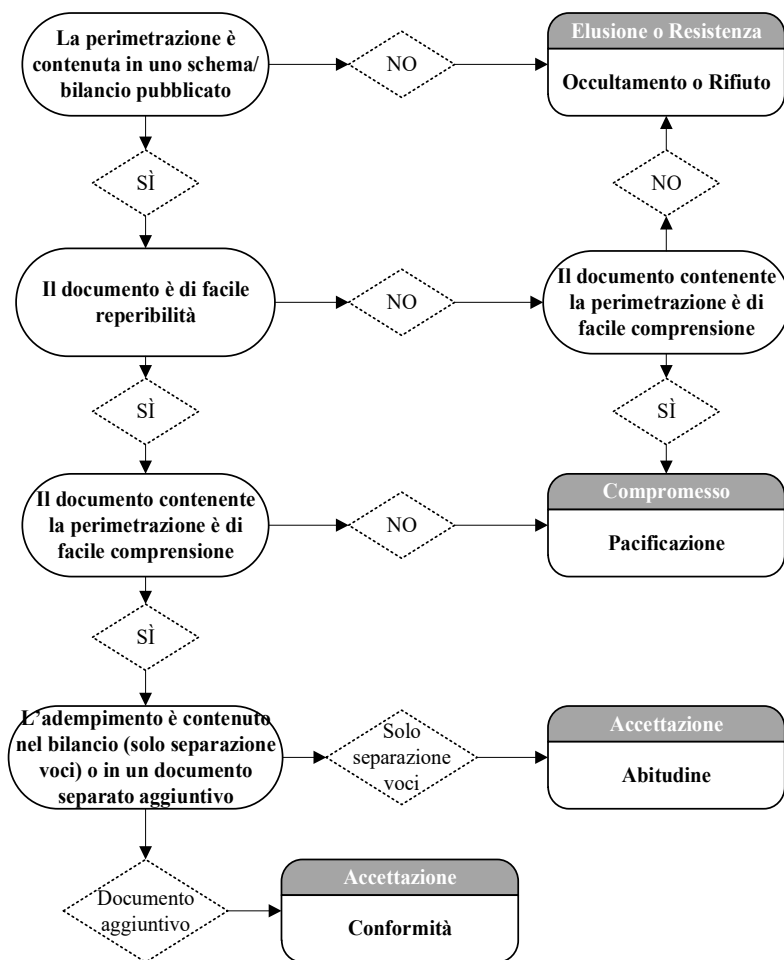 La perimetrazione è
contenuta in uno schema/
bilancio pubblicato
NO
Elusione o Resistenza
Occultamento o Rifiuto
SÌ
NO
Il documento è di facile
reperibilità
NO
Il documento contenente
la perimetrazione è di
facile comprensione
SÌ
SÌ
Il documento contenente
la perimetrazione è di
facile comprensione
NO
Compromesso
Pacificazione
SÌ
L’adempimento è contenuto
nel bilancio (solo separazione
voci) o in un documento
separato aggiuntivo
Solo
separazione
voci
Accettazione
Abitudine
Documento
aggiuntivo
Accettazione
Conformità